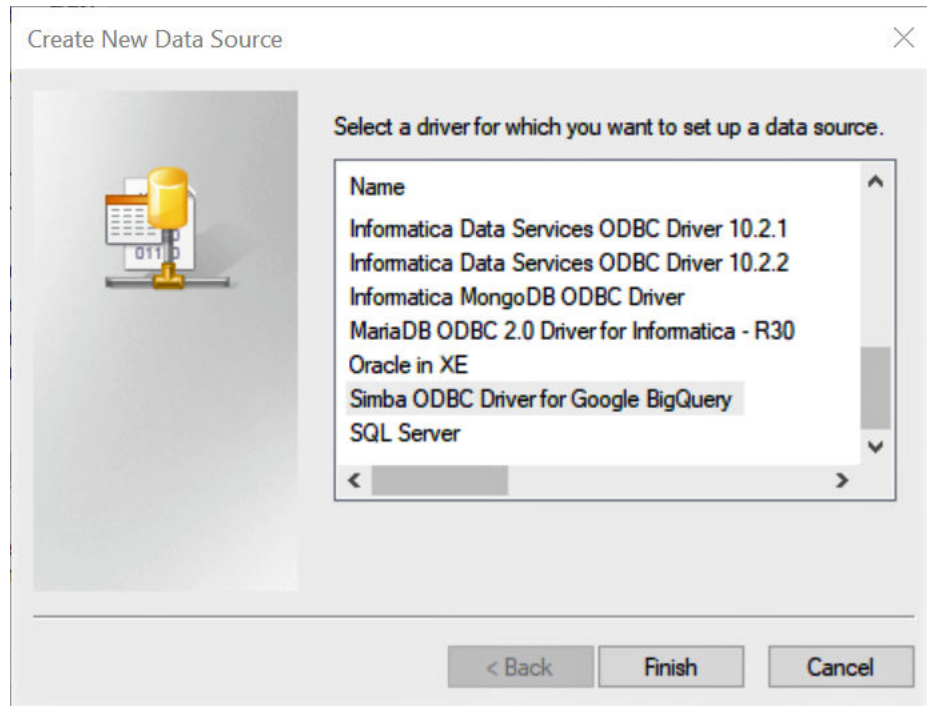 Create New Data Source
Select a driver for which you want to set up a data source.
Name
Informatica Data Services ODBC Driver 10.2.1
Informatica Data Services ODBC Driver 10.2.2
Informatica MongoDB ODBC Driver
MariaDB ODBC 2.0 Driver for Informatica - R30
Oracle in XE
Simba ODBC Driver for Google BigQuery
SQL Server
< Back Finish Cancel